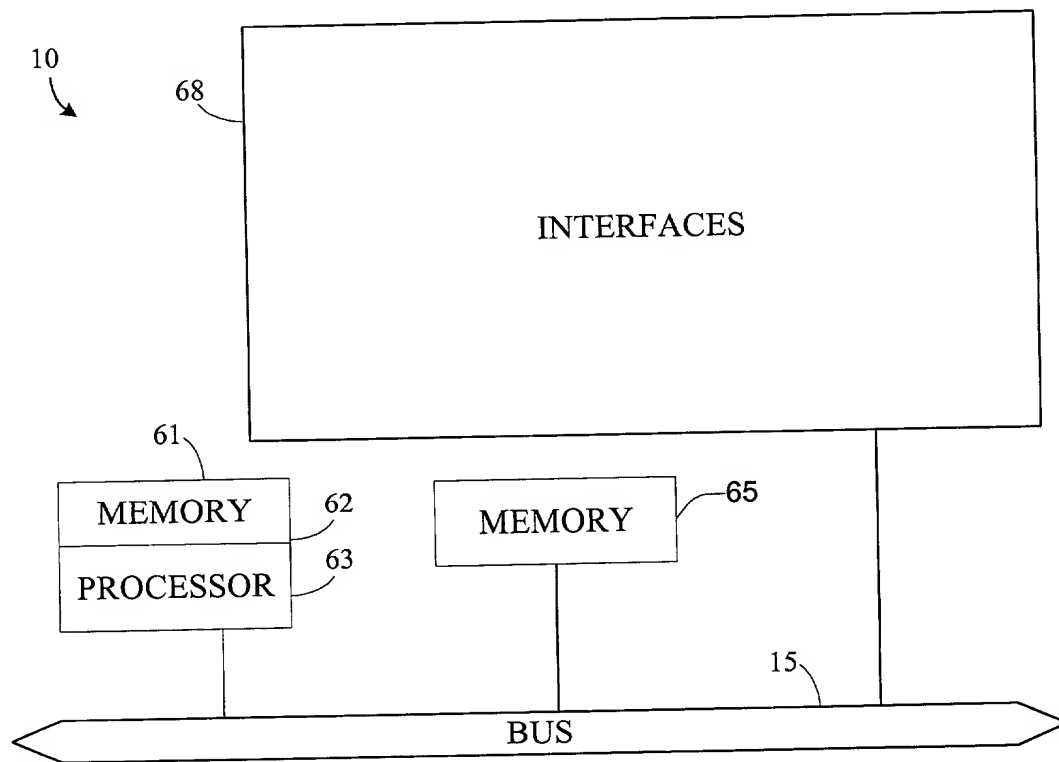 10
68
INTERFACES
61
MEMORY
62
PROCESSOR
63
MEMORY
65
15
BUS